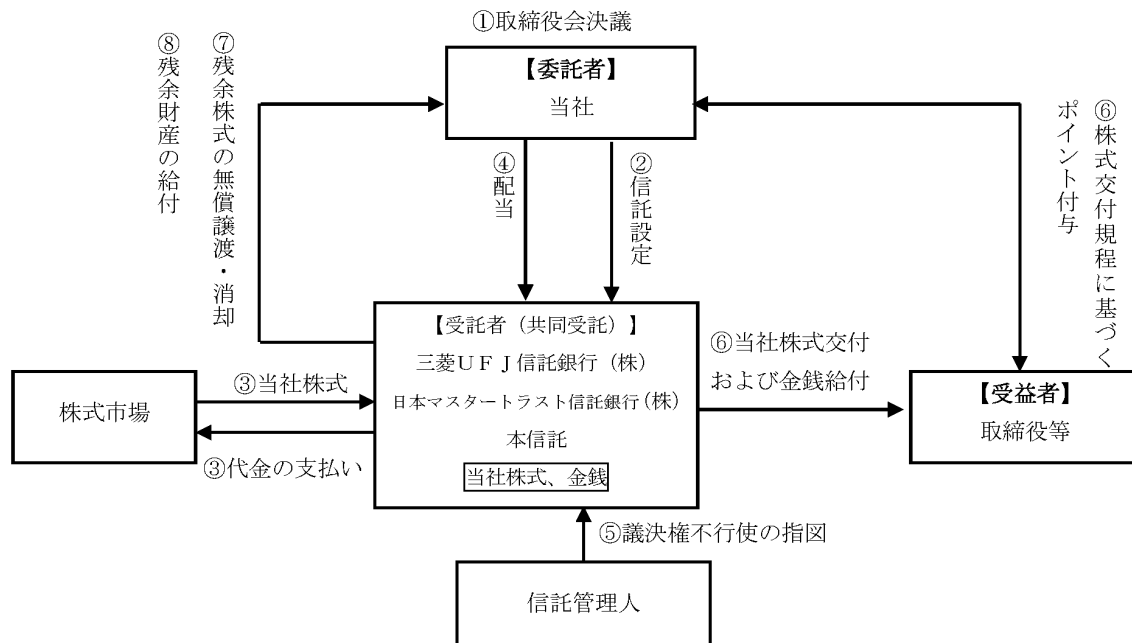 ①取締役会決議
【委託者】
当社
⑧残余財産の給付
⑦残余株式の無償譲渡・消却
④配当
②信託設定
⑥株式交付規程に基づく
ポイント付与
【受託者（共同受託）】
三菱ＵＦＪ信託銀行（株）
日本マスタートラスト信託銀行(株)
本信託
当社株式、金銭
③当社株式
株式市場
③代金の支払い
⑥当社株式交付
および金銭給付
【受益者】
取締役等
⑤議決権不行使の指図
信託管理人